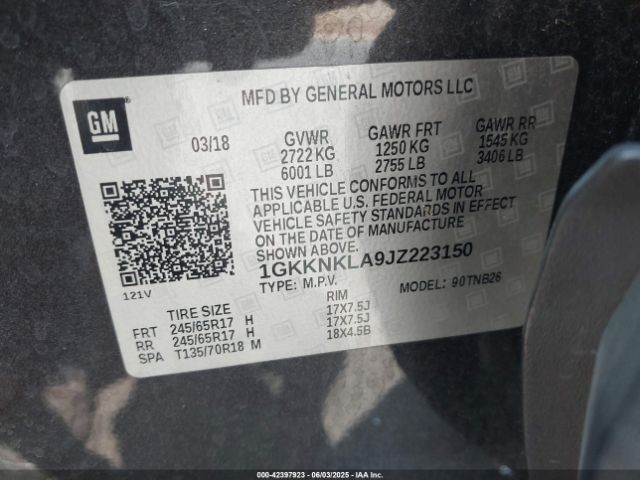 MFD BY GENERAL MOTORS LLC
GM
03/18 GVWR GAWR FRT GAWR RR
2722 KG 1250 KG 1545 KG
6001 LB 2755 LB 3406 LB
THIS VEHICLE CONFORMS TO ALL
APPLICABLE U.S. FEDERAL MOTOR
VEHICLE SAFETY STANDARDS IN EFFECT
ON THE DATE OF MANUFACTURE
SHOWN ABOVE.
1GKKNKLA9JZ223150
121V
TYPE: M.P.V. MODEL: 90TNB26
TIRE SIZE RIM
FRT 245/65R17 H 17X7.5J
RR 245/65R17 H 17X7.5J
SPA T135/70R18 M 18X4.5B
00-42397923 - 06/03/2025 - IAA, Inc.